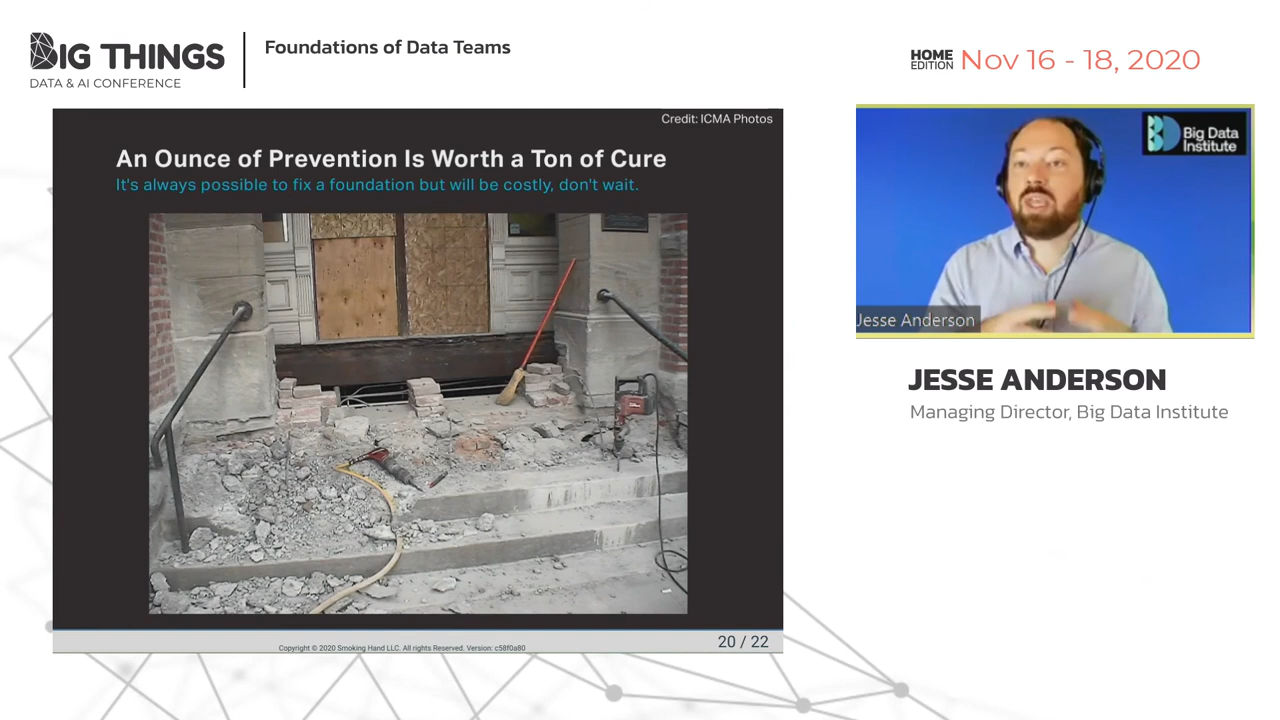 BIG THINGS
DATA & AI CONFERENCE
Foundations of Data Teams
HOME
EDITION
Nov 16 - 18, 2020
Credit: ICMA Photos
An Ounce of Prevention Is Worth a Ton of Cure
It's always possible to fix a foundation but will be costly, don't wait.
Copyright © 2020 Smoking Hand LLC. All rights Reserved. Version: c58f0a80
20 / 22
Big Data
Institute
Jesse Anderson
JESSE ANDERSON
Managing Director, Big Data Institute